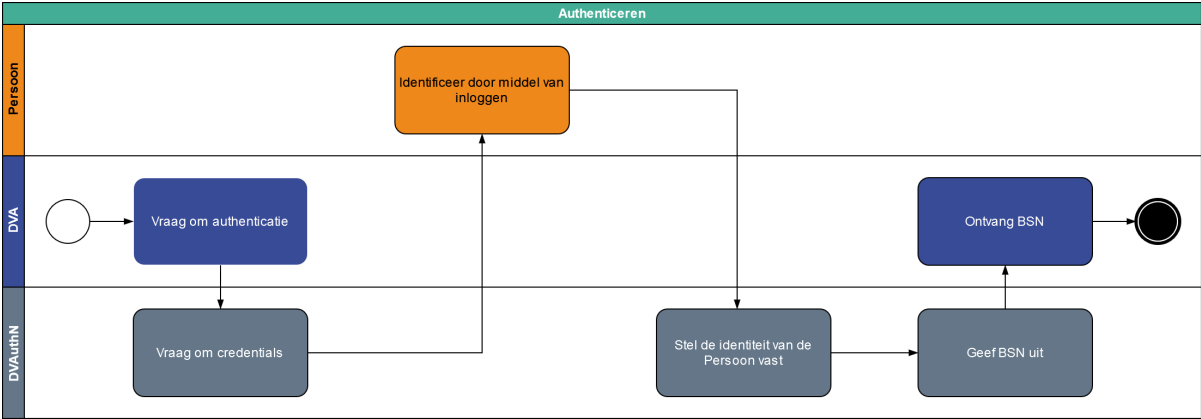 Authenticeren
Persoon
Identificeer door middel van
inloggen
DVA
Vraag om authenticatie
Ontvang BSN
DVAuthN
Vraag om credentials
Stel de identiteit van de
Persoon vast
Geef BSN uit